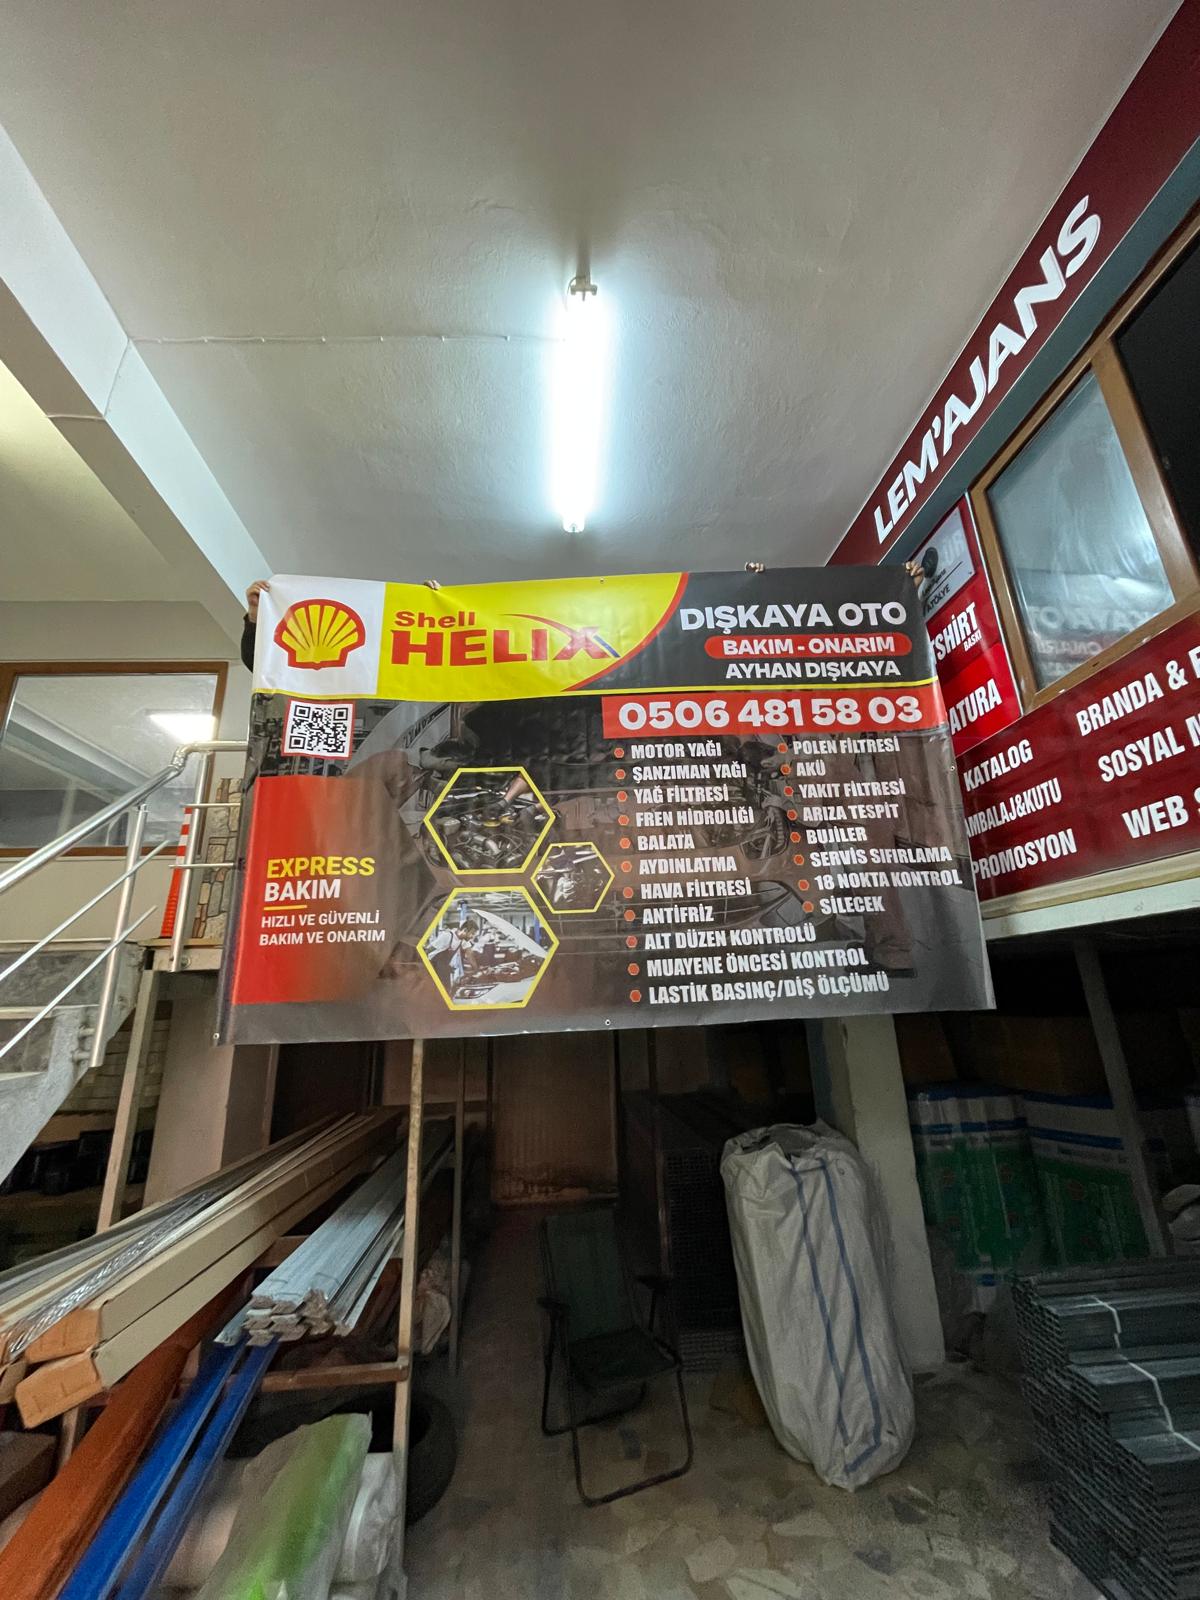 LEM'AJANS
Shell
HELIX
DIŞKAYA OTO
BAKIM - ONARIM
AYHAN DIŞKAYA
0506 481 58 03
MOTOR YAĞI
ŞANZIMAN YAĞI
YAĞ FİLTRESİ
FREN HİDROLİĞİ
BALATA
AYDINLATMA
HAVA FİLTRESİ
ANTİFRİZ
ALT DÜZEN KONTROLÜ
MUAYENE ÖNCESİ KONTROL
LASTİK BASINÇ/DİŞ ÖLÇÜMÜ
POLEN FİLTRESİ
AKÜ
YAKIT FİLTRESİ
ARIZA TESPİT
BUJİLER
SERVİS SIFIRLAMA
18 NOKTA KONTROL
SİLECEK
EXPRESS
BAKIM
HIZLI VE GÜVENLİ
BAKIM VE ONARIM
ATÖLYE
TSHİRT
BASKI
ATURA
KATALOG
AMBALAJ&KUTU
PROMOSYON
BRANDA &
SOSYAL
WEB